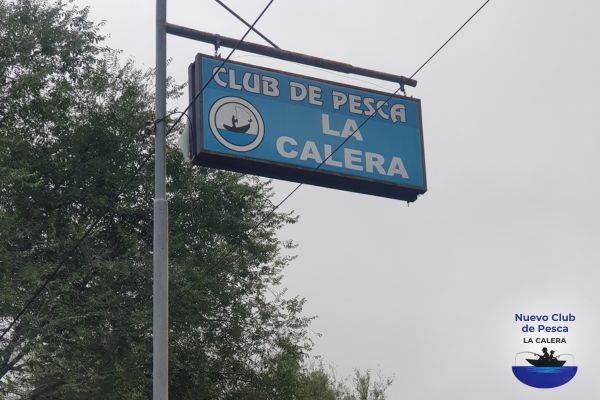 CLUB DE PESCA
LA
CALERA
Nuevo Club
de Pesca
LA CALERA